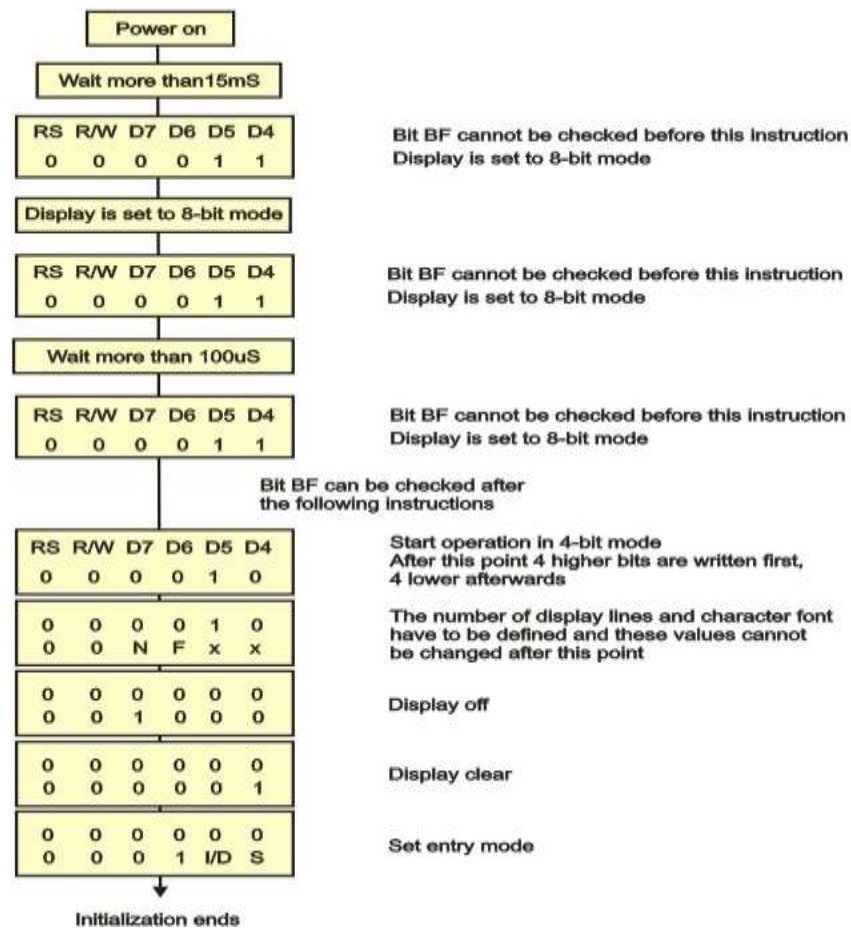 Power on
Wait more than15mS
RS R/W D7 D6 D5 D4
0 0 0 0 1 1
Bit BF cannot be checked before this instruction
Display is set to 8-bit mode
Display is set to 8-bit mode
RS R/W D7 D6 D5 D4
0 0 0 0 1 1
Bit BF cannot be checked before this instruction
Display is set to 8-bit mode
Wait more than 100uS
RS R/W D7 D6 D5 D4
0 0 0 0 1 1
Bit BF cannot be checked before this instruction
Display is set to 8-bit mode
Bit BF can be checked after
the following instructions
RS R/W D7 D6 D5 D4
0 0 0 0 1 0
Start operation in 4-bit mode
After this point 4 higher bits are written first,
4 lower afterwards
0 0 0 0 1 0
0 0 N F x x
The number of display lines and character font
have to be defined and these values cannot
be changed after this point
0 0 0 0 0 0
0 0 1 0 0 0
Display off
0 0 0 0 0 0
0 0 0 0 0 1
Display clear
0 0 0 0 0 0
0 0 0 1 I/D S
Set entry mode
Initialization ends